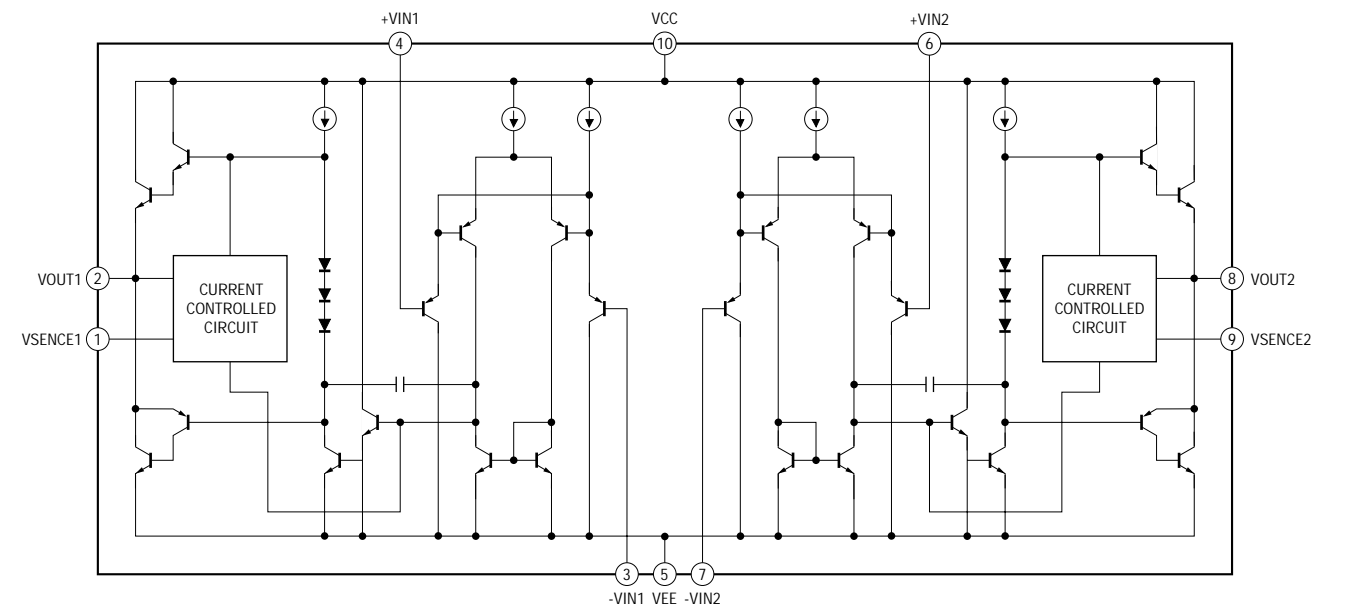 +VIN1 VCC +VIN2
4 10 6
VOUT1 2
CURRENT
CONTROLLED
CIRCUIT
VSENCE1 1
CURRENT
CONTROLLED
CIRCUIT
8 VOUT2
9 VSENCE2
3 5 7
-VIN1 VEE -VIN2